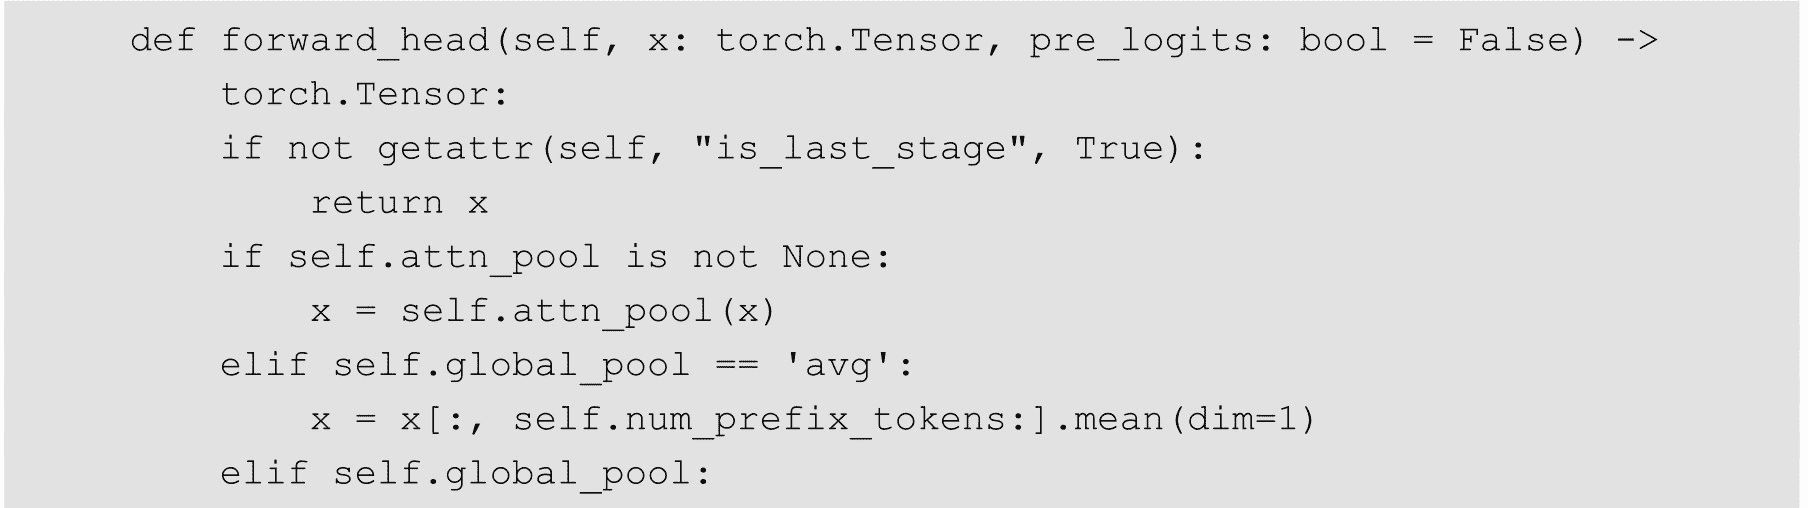 def forward_head(self, x: torch.Tensor, pre_logits: bool = False) ->
torch.Tensor:
if not getattr(self, "is_last_stage", True):
return x
if self.attn_pool is not None:
x = self.attn_pool(x)
elif self.global_pool == 'avg':
x = x[:, self.num_prefix_tokens:].mean(dim=1)
elif self.global_pool: